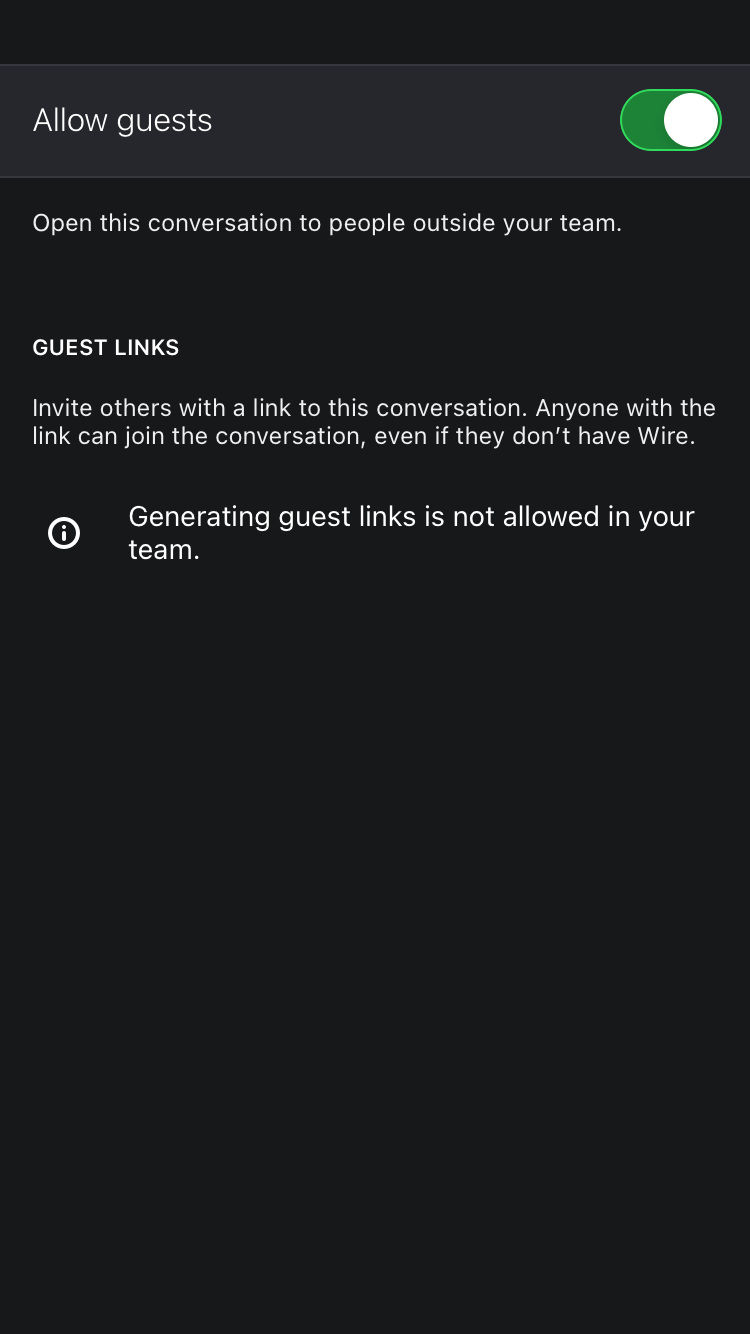 Allow guests
Open this conversation to people outside your team.
GUEST LINKS
Invite others with a link to this conversation. Anyone with the
link can join the conversation, even if they don’t have Wire.
Generating guest links is not allowed in your
team.